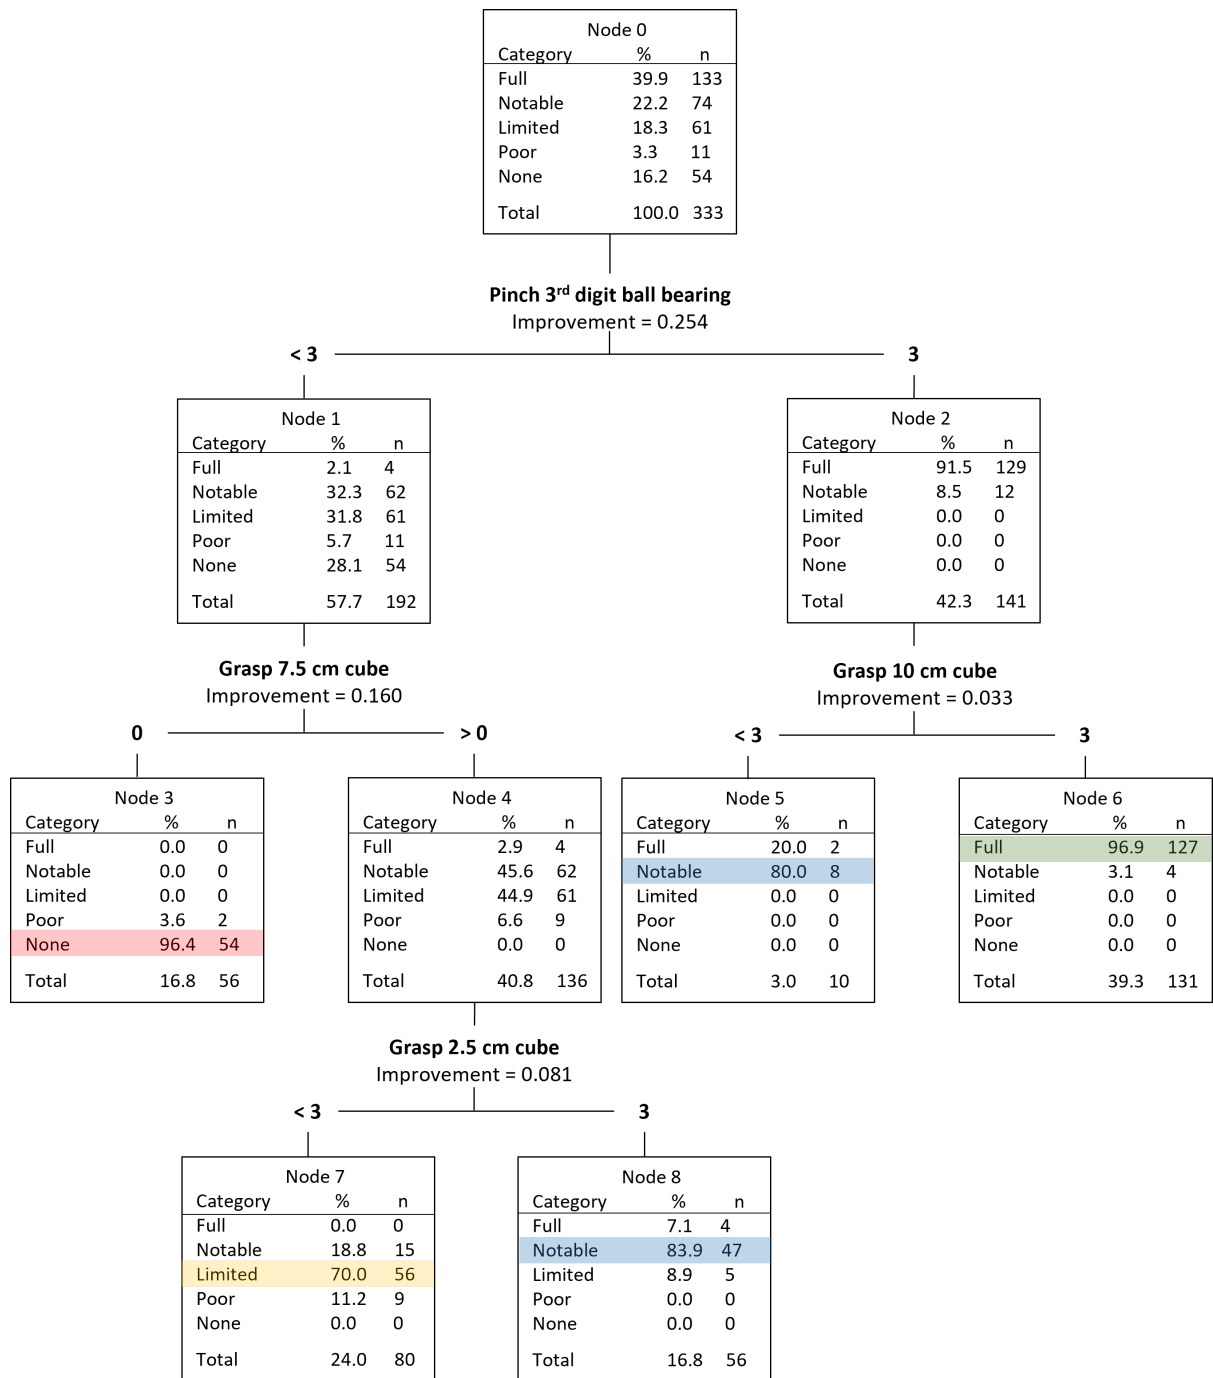 Node 0
Category % n
Full 39.9 133
Notable 22.2 74
Limited 18.3 61
Poor 3.3 11
None 16.2 54
Total 100.0 333
Pinch 3rd digit ball bearing
Improvement = 0.254
< 3
3
Node 1
Category % n
Full 2.1 4
Notable 32.3 62
Limited 31.8 61
Poor 5.7 11
None 28.1 54
Total 57.7 192
Node 2
Category % n
Full 91.5 129
Notable 8.5 12
Limited 0.0 0
Poor 0.0 0
None 0.0 0
Total 42.3 141
Grasp 7.5 cm cube
Improvement = 0.160
0
> 0
Grasp 10 cm cube
Improvement = 0.033
< 3
3
Node 3
Category % n
Full 0.0 0
Notable 0.0 0
Limited 0.0 0
Poor 3.6 2
None 96.4 54
Total 16.8 56
Node 4
Category % n
Full 2.9 4
Notable 45.6 62
Limited 44.9 61
Poor 6.6 9
None 0.0 0
Total 40.8 136
Node 5
Category % n
Full 20.0 2
Notable 80.0 8
Limited 0.0 0
Poor 0.0 0
None 0.0 0
Total 3.0 10
Node 6
Category % n
Full 96.9 127
Notable 3.1 4
Limited 0.0 0
Poor 0.0 0
None 0.0 0
Total 39.3 131
Grasp 2.5 cm cube
Improvement = 0.081
< 3
3
Node 7
Category % n
Full 0.0 0
Notable 18.8 15
Limited 70.0 56
Poor 11.2 9
None 0.0 0
Total 24.0 80
Node 8
Category % n
Full 7.1 4
Notable 83.9 47
Limited 8.9 5
Poor 0.0 0
None 0.0 0
Total 16.8 56